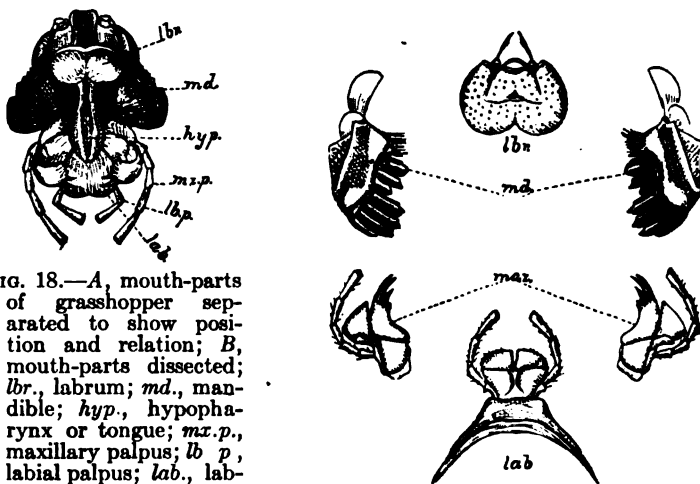 lbr
md.
hyp.
mx.p.
lb.p.
lab.
IG. 18.—A, mouth-parts
of grasshopper sep-
arated to show posi-
tion and relation; B,
mouth-parts dissected;
lbr., labrum; md., man-
dible; hyp., hypopha-
rynx or tongue; mx.p.,
maxillary palpus; lb p ,
labial palpus; lab., lab-
lbr
md.
max.
lab